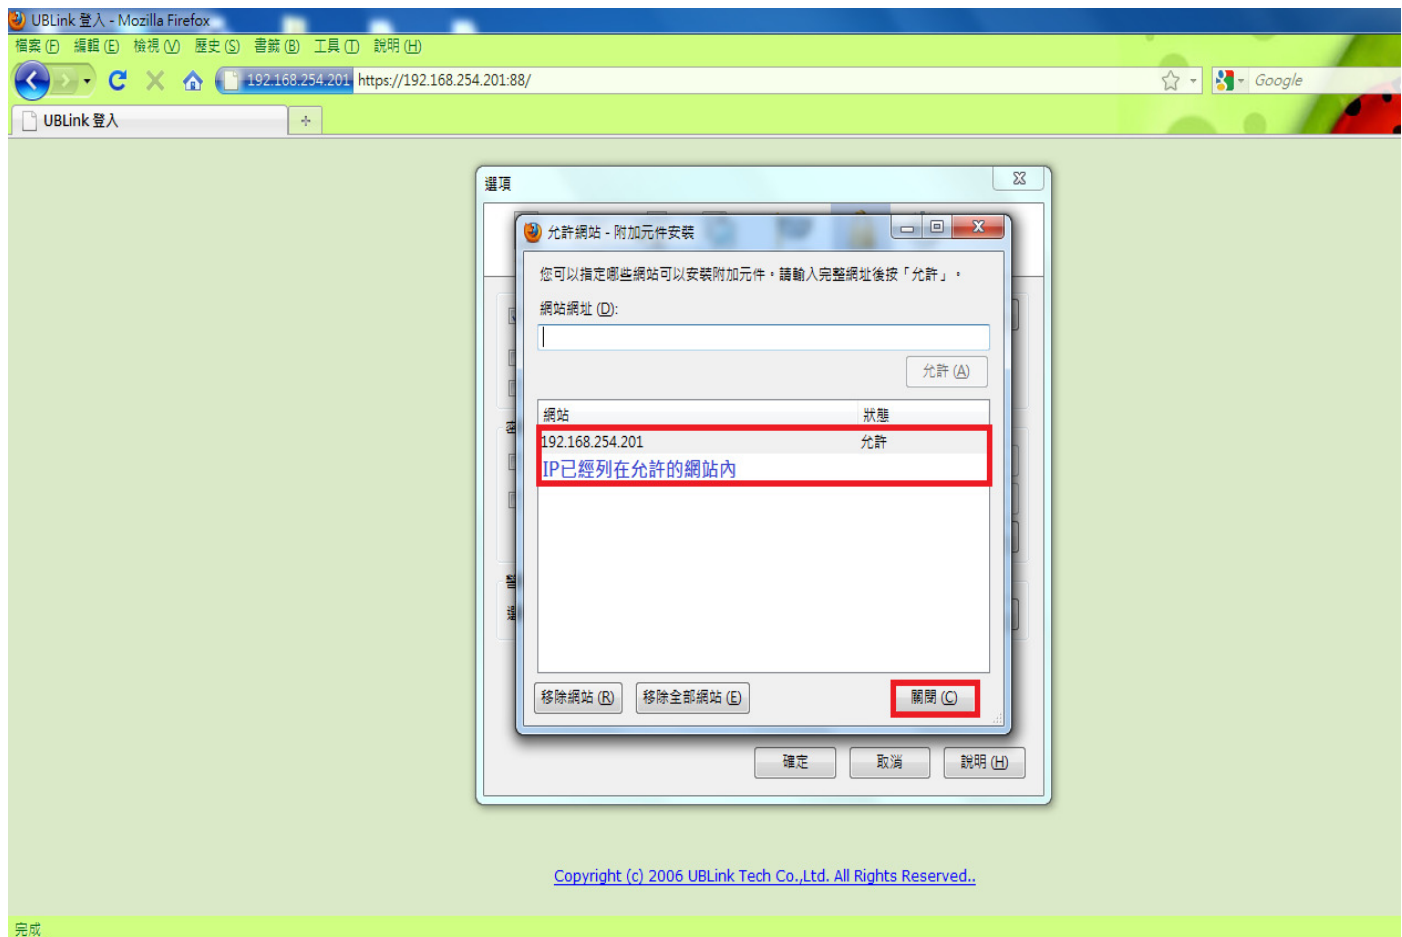 UBLink 登入 - Mozilla Firefox
檔案(F) 編輯(E) 檢視(V) 歷史(S) 書籤(B) 工具(T) 說明(H)
192.168.254.201 https://192.168.254.201:88/
Google
UBLink 登入
選項
允許網站 - 附加元件安裝
您可以指定哪些網站可以安裝附加元件。請輸入完整網址後按「允許」。
網站網址(D):
允許(A)
網站 狀態
192.168.254.201 允許
IP已經列在允許的網站內
移除網站(R) 移除全部網站(E) 關閉(C)
確定 取消 說明(H)
Copyright (c) 2006 UBLink Tech Co.,Ltd. All Rights Reserved..
完成